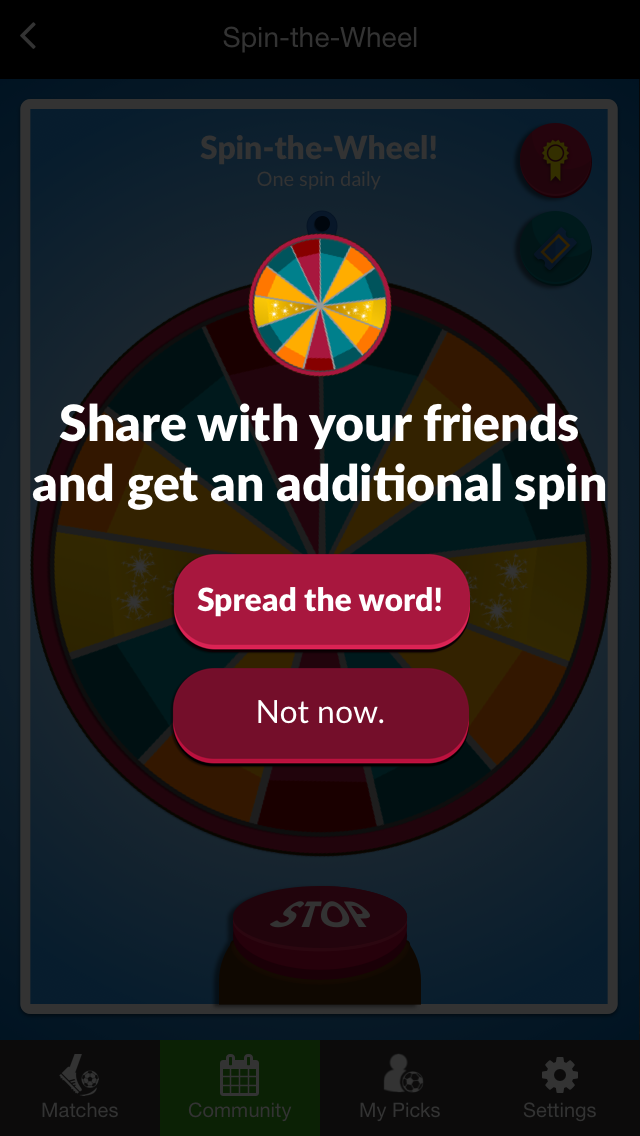 Spin-the-Wheel
Spin-the-Wheel!
One spin daily
Share with your friends
and get an additional spin
Spread the word!
Not now.
STOP
Matches
Community
My Picks
Settings